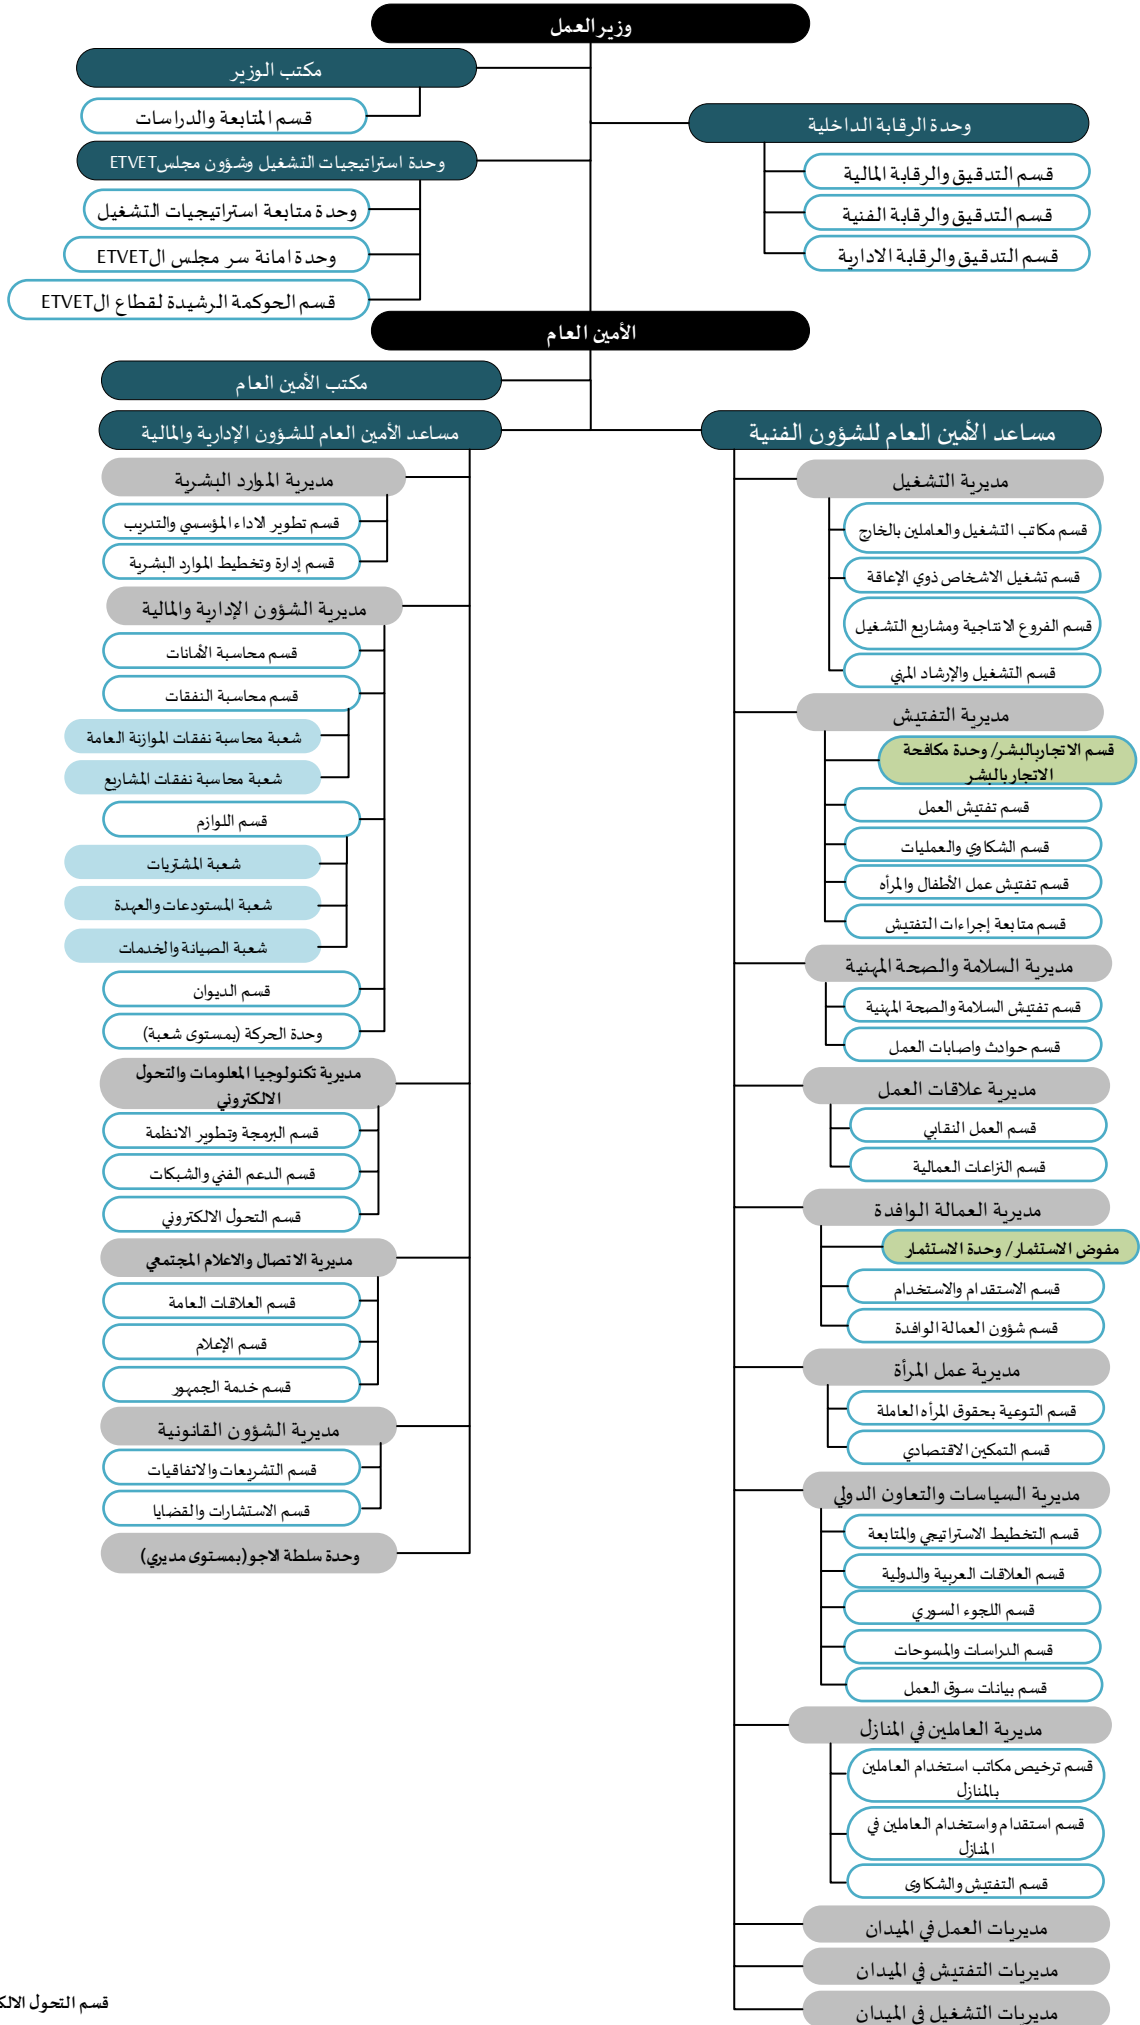 وزير العمل
مكتب الوزير
قسم المتابعة والدراسات
وحدة الرقابة الداخلية
قسم التدقيق والرقابة المالية
قسم التدقيق والرقابة الفنية
قسم التدقيق والرقابة الادارية
وحدة استراتيجيات التشغيل وشؤون مجلس ETVET
وحدة متابعة استراتيجيات التشغيل
وحدة امانة سر مجلس ال ETVET
قسم الحوكمة الرشيدة لقطاع ال ETVET
الأمين العام
مكتب الأمين العام
مساعد الأمين العام للشؤون الفنية
مديرية التشغيل
قسم مكاتب التشغيل والعاملين بالخارج
قسم تشغيل الاشخاص ذوي الإعاقة
قسم الفروع الانتاجية ومشاريع التشغيل
قسم التشغيل والإرشاد المهني
مديرية التفتيش
قسم الاتجار بالبشر/ وحدة مكافحة
الاتجار بالبشر
قسم تفتيش العمل
قسم الشكاوي والعمليات
قسم تفتيش عمل الأطفال والمرأه
قسم متابعة إجراءات التفتيش
مديرية السلامة والصحة المهنية
قسم تفتيش السلامة والصحة المهنية
قسم حوادث واصابات العمل
مديرية علاقات العمل
قسم العمل النقابي
قسم النزاعات العمالية
مديرية العمالة الوافدة
مفوض الاستثمار/ وحدة الاستثمار
قسم الاستقدام والاستخدام
قسم شؤون العمالة الوافدة
مديرية عمل المرأة
قسم التوعية بحقوق المرأه العاملة
قسم التمكين الاقتصادي
مديرية السياسات والتعاون الدولي
قسم التخطيط الاستراتيجي والمتابعة
قسم العلاقات العربية والدولية
قسم اللجوء السوري
قسم الدراسات والمسوحات
قسم بيانات سوق العمل
مديرية العاملين في المنازل
قسم ترخيص مكاتب استخدام العاملين
بالمنازل
قسم استقدام واستخدام العاملين في
المنازل
قسم التفتيش والشكاوى
مديريات العمل في الميدان
مديريات التفتيش في الميدان
مديريات التشغيل في الميدان
مساعد الأمين العام للشؤون الإدارية والمالية
مديرية الموارد البشرية
قسم تطوير الاداء المؤسسي والتدريب
قسم إدارة وتخطيط الموارد البشرية
مديرية الشؤون الإدارية والمالية
قسم محاسبة الأمانات
قسم محاسبة النفقات
شعبة محاسبة نفقات الموازنة العامة
شعبة محاسبة نفقات المشاريع
قسم اللوازم
شعبة المشتريات
شعبة المستودعات والعهدة
شعبة الصيانة والخدمات
قسم الديوان
وحدة الحركة (بمستوى شعبة)
مديرية تكنولوجيا المعلومات والتحول
الالكتروني
قسم البرمجة وتطوير الانظمة
قسم الدعم الفني والشبكات
قسم التحول الالكتروني
مديرية الاتصال والاعلام المجتمعي
قسم العلاقات العامة
قسم الإعلام
قسم خدمة الجمهور
مديرية الشؤون القانونية
قسم التشريعات والاتفاقيات
قسم الاستشارات والقضايا
وحدة سلطة الاجو (بمستوى مديري)
قسم التحول